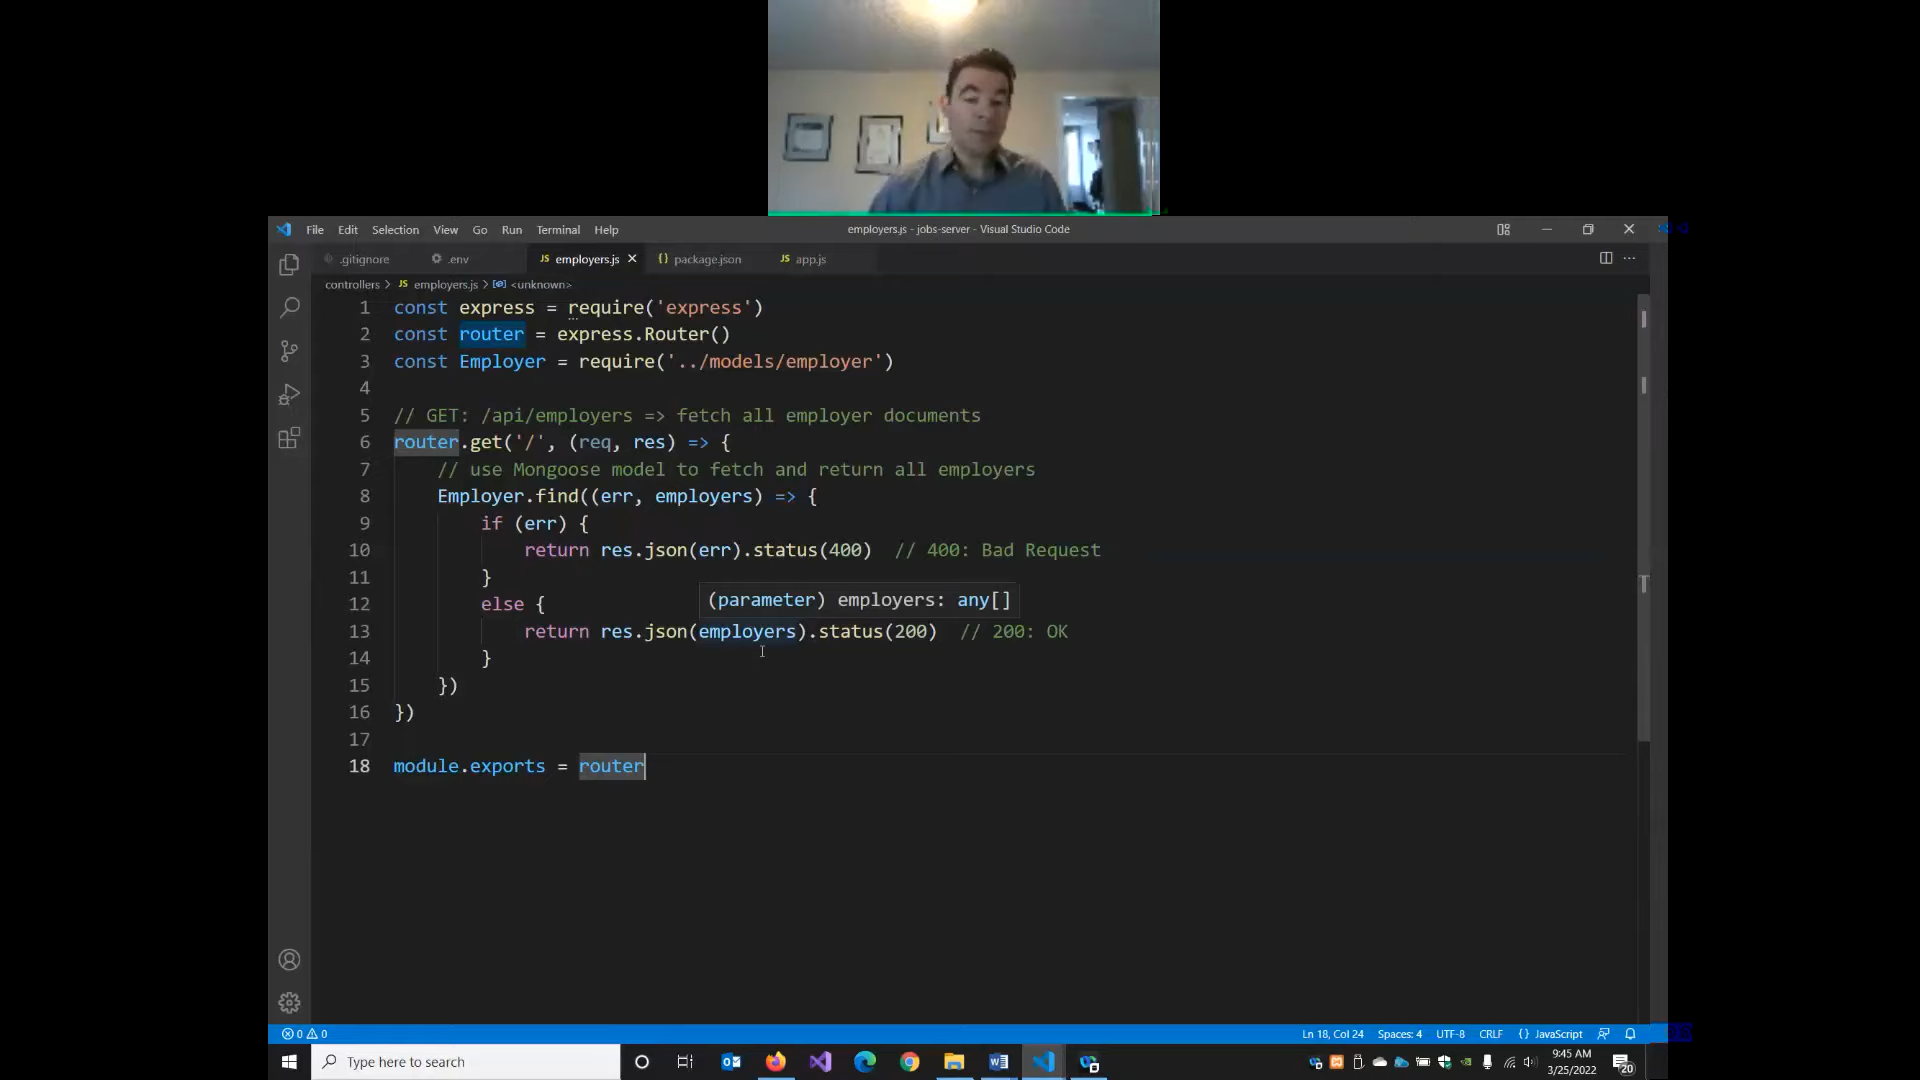 File Edit Selection View Go Run Terminal Help
employers.js - jobs-server - Visual Studio Code
.gitignore
.env
JS employers.js
{} package.json
JS app.js
controllers > JS employers.js > <unknown>
1 const express = require('express')
2 const router = express.Router()
3 const Employer = require('../models/employer')
4
5 // GET: /api/employers => fetch all employer documents
6 router.get('/', (req, res) => {
7 // use Mongoose model to fetch and return all employers
8 Employer.find((err, employers) => {
9 if (err) {
10 return res.json(err).status(400) // 400: Bad Request
11 }
(parameter) employers: any[]
12 else {
13 return res.json(employers).status(200) // 200: OK
14 }
15 })
16 })
17
18 module.exports = router
0 0
Ln 18, Col 24 Spaces: 4 UTF-8 CRLF {} JavaScript
Type here to search
9:45 AM
3/25/2022
20